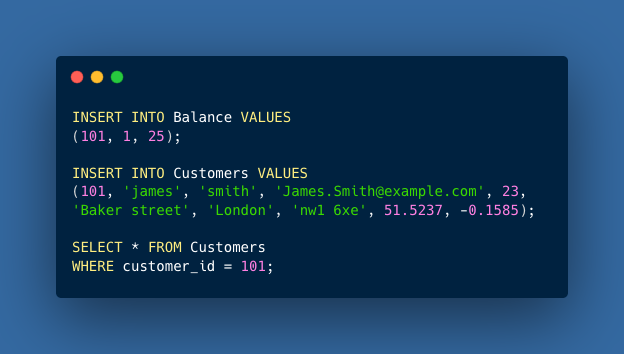 INSERT INTO Balance VALUES
(101, 1, 25);
INSERT INTO Customers VALUES
(101, 'james', 'smith', 'James.Smith@example.com', 23,
'Baker street', 'London', 'nw1 6xe', 51.5237, -0.1585);
SELECT * FROM Customers
WHERE customer_id = 101;